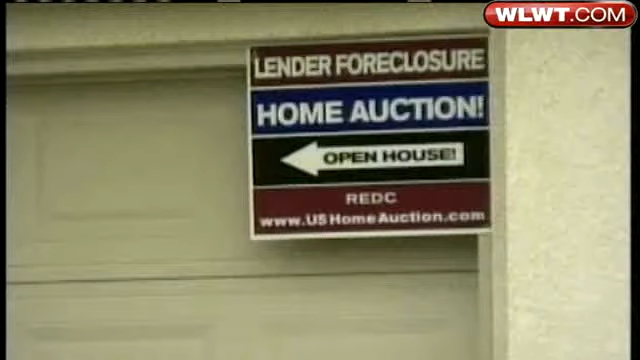 WLWT.COM
LENDER FORECLOSURE
HOME AUCTION!
OPEN HOUSE!
REDC
www.USHomeAuction.com